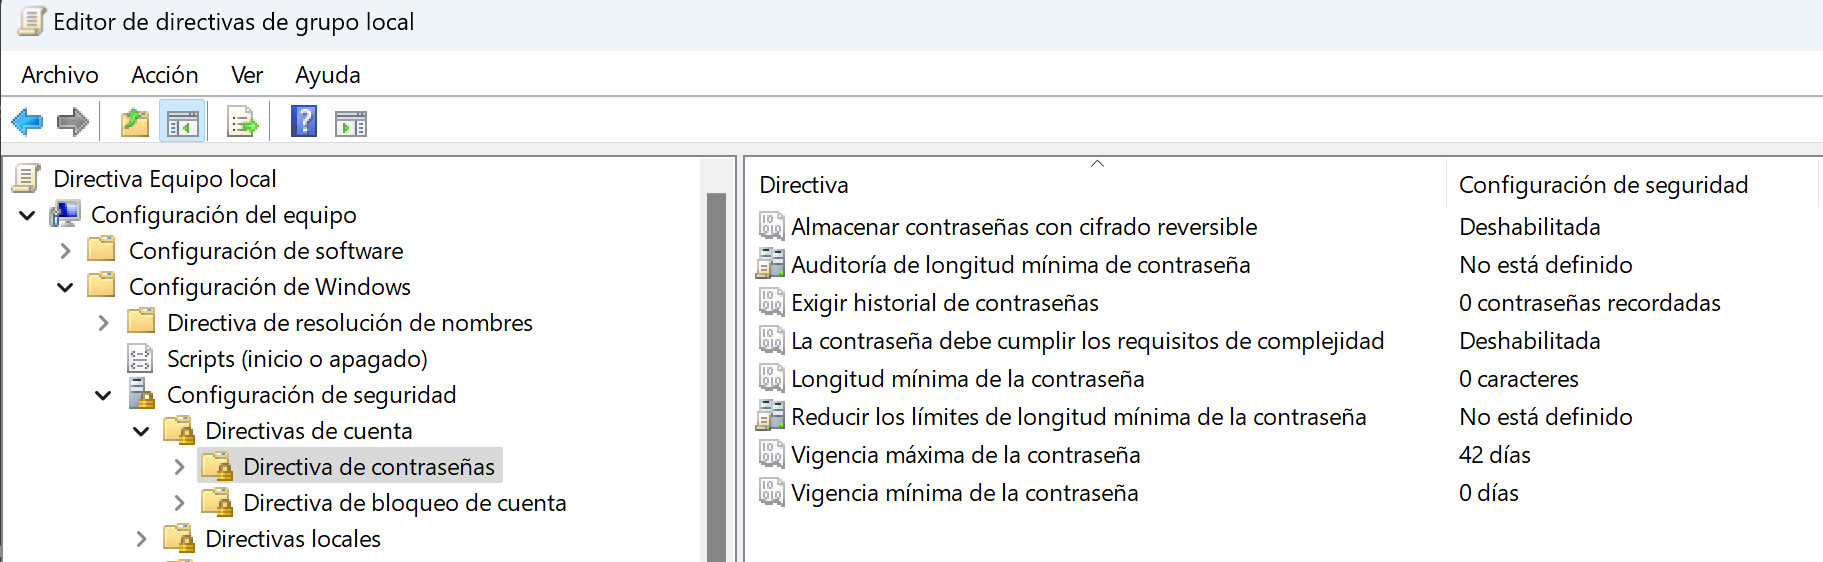 Editor de directivas de grupo local
Archivo Acción Ver Ayuda
Directiva Equipo local
Configuración del equipo
Configuración de software
Configuración de Windows
Directiva de resolución de nombres
Scripts (inicio o apagado)
Configuración de seguridad
Directivas de cuenta
Directiva de contraseñas
Directiva de bloqueo de cuenta
Directivas locales
Directiva Configuración de seguridad
Almacenar contraseñas con cifrado reversible Deshabilitada
Auditoría de longitud mínima de contraseña No está definido
Exigir historial de contraseñas 0 contraseñas recordadas
La contraseña debe cumplir los requisitos de complejidad Deshabilitada
Longitud mínima de la contraseña 0 caracteres
Reducir los límites de longitud mínima de la contraseña No está definido
Vigencia máxima de la contraseña 42 días
Vigencia mínima de la contraseña 0 días